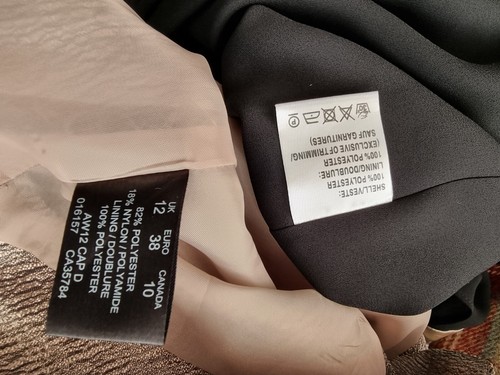 UK EURO CANADA
12 38 10
82% POLYESTER
18% NYLON / POLYAMIDE
LINING / DOUBLURE
100% POLYESTER
AW12 CAP D
016157 CA35784
SHELL/VESTE:
100% POLYESTER
LINING/DOUBLURE:
100% POLYESTER
(EXCLUSIVE OF TRIMMING/
SAUF GARNITURES)
P